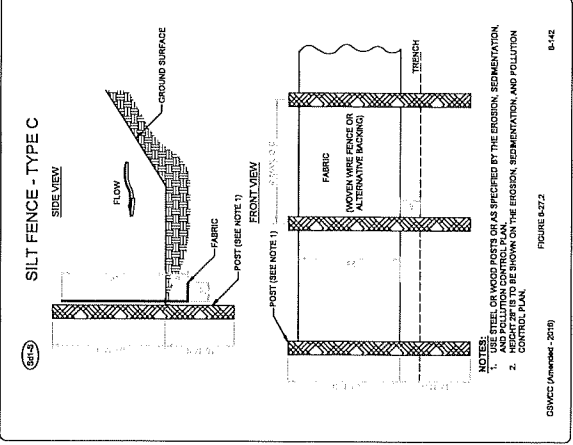 SILT FENCE - TYPE C
Sd1-S
SIDE VIEW
FLOW
GROUND SURFACE
FABRIC
POST (SEE NOTE 1)
FRONT VIEW
POST (SEE NOTE 1)
FABRIC
(WOVEN WIRE FENCE OR
ALTERNATIVE BACKING)
TRENCH
NOTES:
1. USE STEEL OR WOOD POSTS OR AS SPECIFIED BY THE EROSION, SEDIMENTATION,
AND POLLUTION CONTROL PLAN.
2. HEIGHT 28" IS TO BE SHOWN ON THE EROSION, SEDIMENTATION, AND POLLUTION
CONTROL PLAN.
GSWCC (Amended - 2016)
FIGURE 6-27.2
6-142